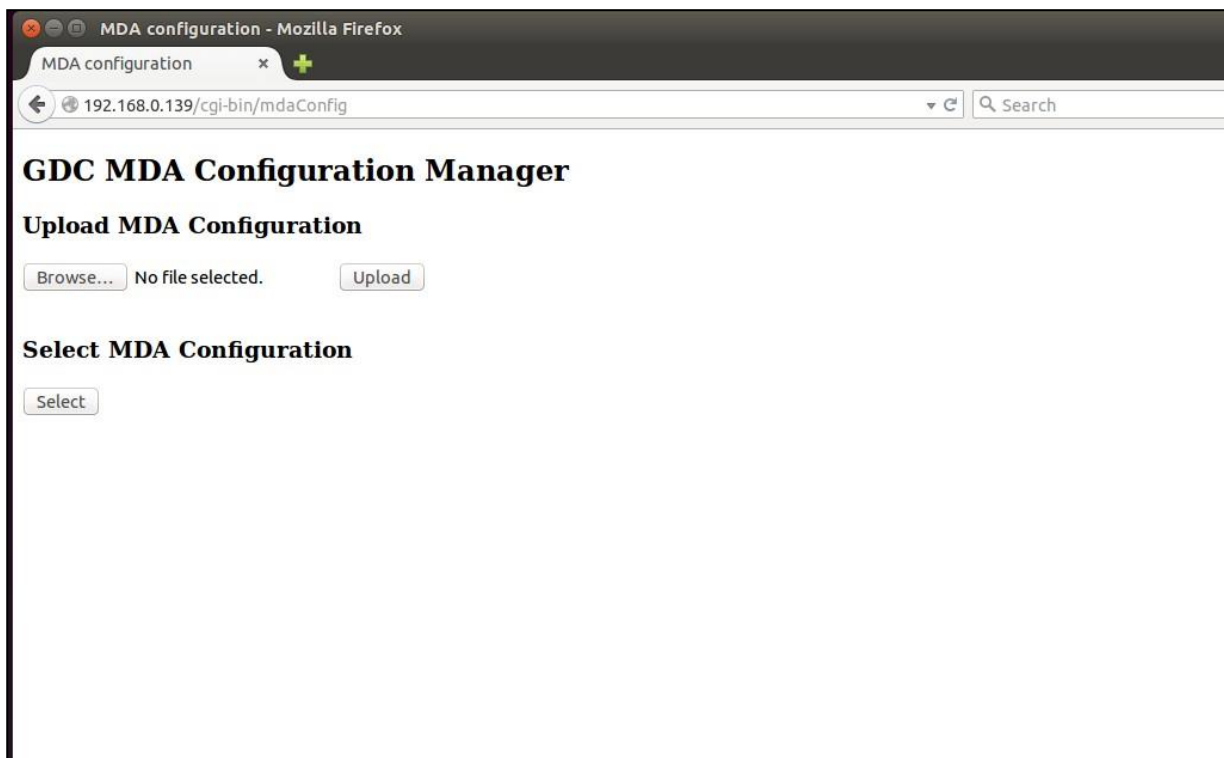 MDA configuration - Mozilla Firefox
MDA configuration
192.168.0.139/cgi-bin/mdaConfig
Search
GDC MDA Configuration Manager
Upload MDA Configuration
Browse... No file selected. Upload
Select MDA Configuration
Select